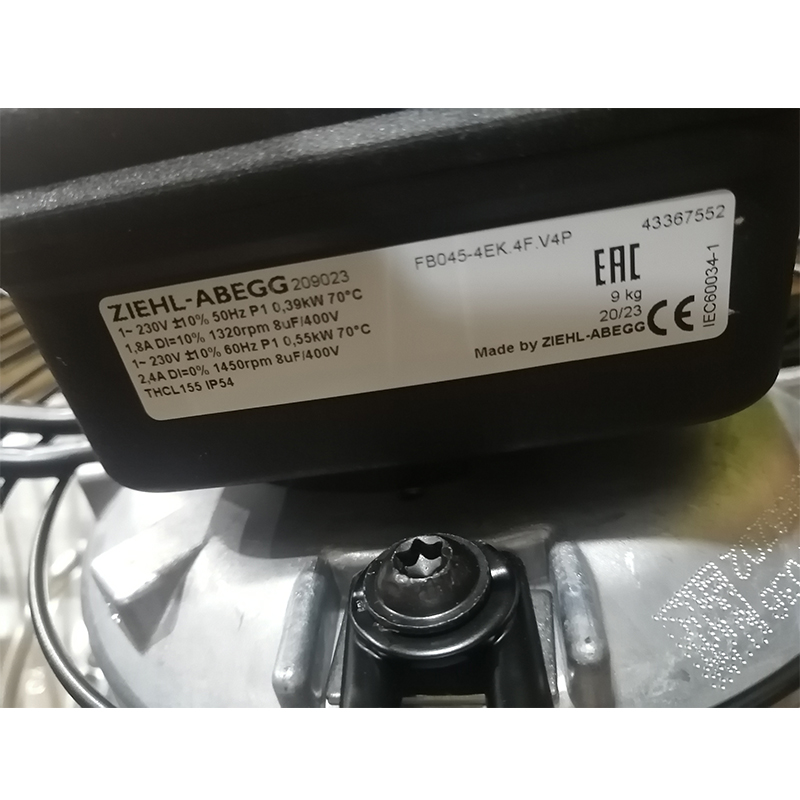 ZIEHL-ABEGG 209023
1~ 230V ±10% 50Hz P1 0,39kW 70°C
1,8A DI=10% 1320rpm 8uF/400V
1~ 230V ±10% 60Hz P1 0,55kW 70°C
2,4A DI=0% 1450rpm 8uF/400V
THCL155 IP54
FB045-4EK.4F.V4P
43367552
EAC
9 kg
20/23
Made by ZIEHL-ABEGG CE
IEC60034-1